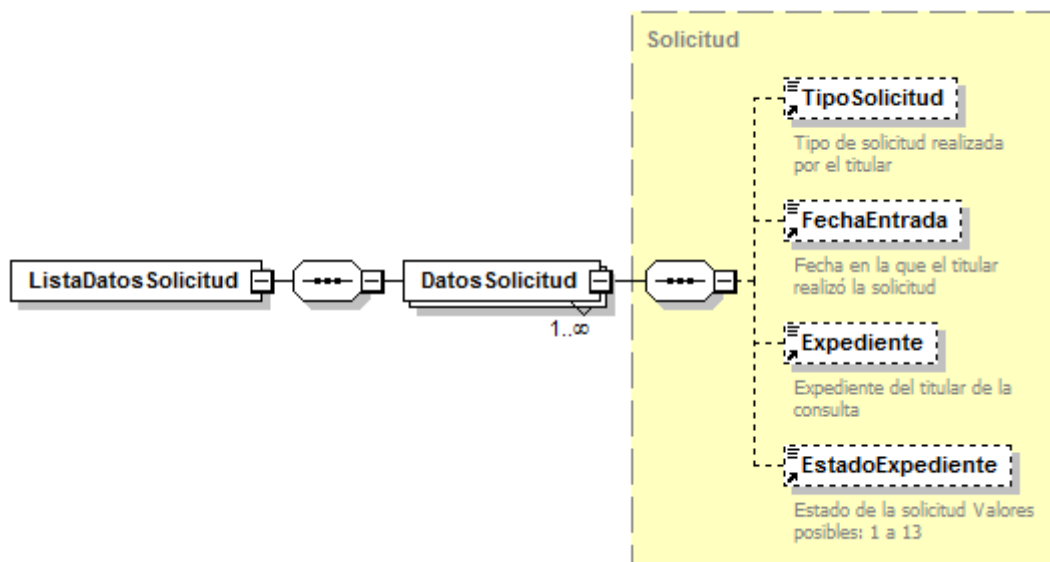 Solicitud
TipoSolicitud
Tipo de solicitud realizada
por el titular
FechaEntrada
Fecha en la que el titular
realizó la solicitud
ListaDatosSolicitud
DatosSolicitud
1..∞
Expediente
Expediente del titular de la
consulta
EstadoExpediente
Estado de la solicitud Valores
posibles: 1 a 13